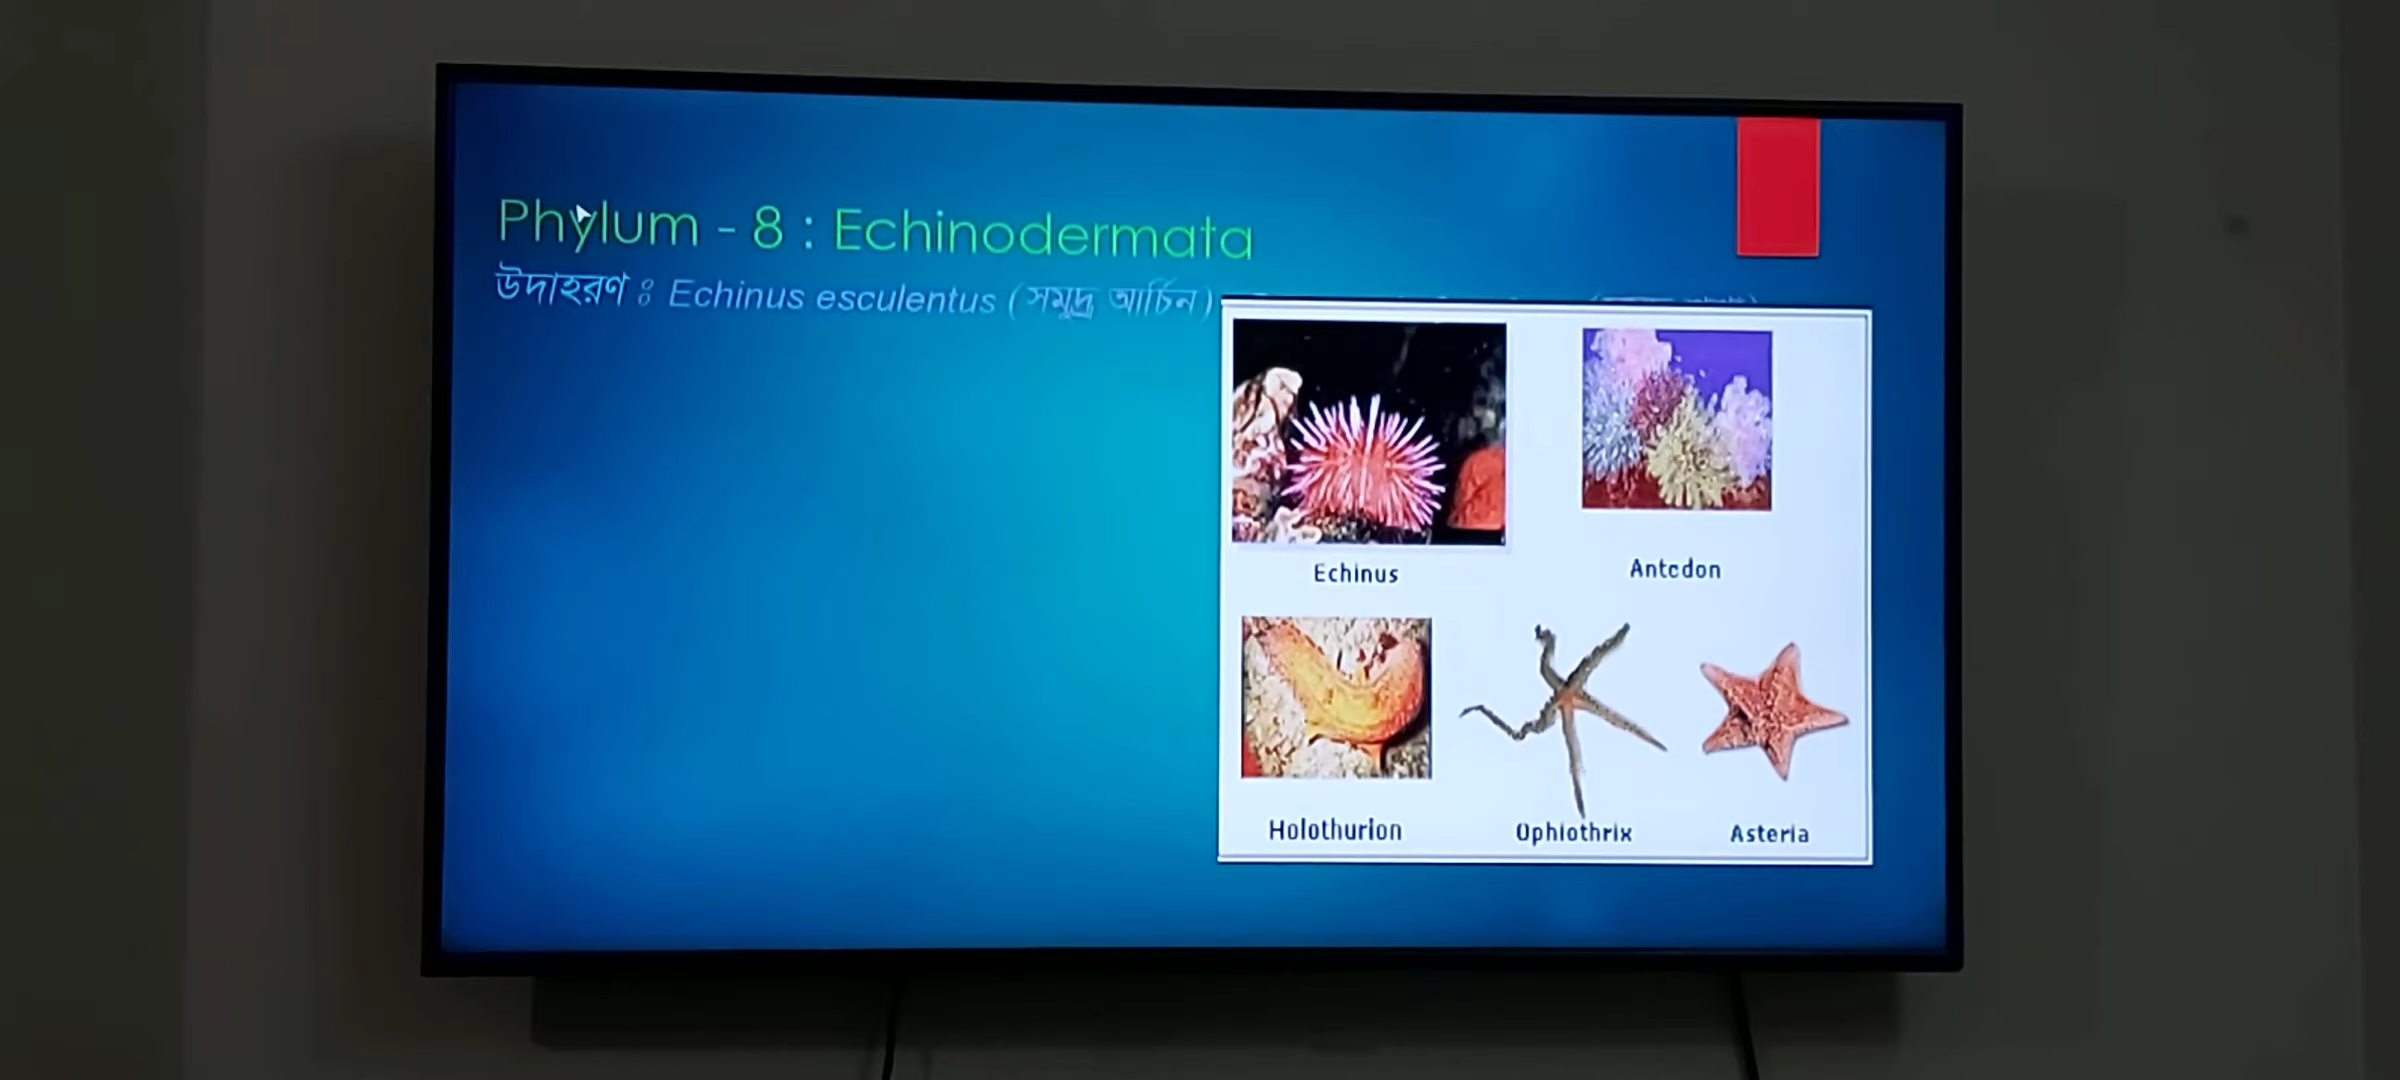 Phylum - 8 : Echinodermata
উদাহরণ ঃ Echinus esculentus (সমুদ্র আর্চিন)
Echinus
Antedon
Holothurion
Ophiothrix
Asteria